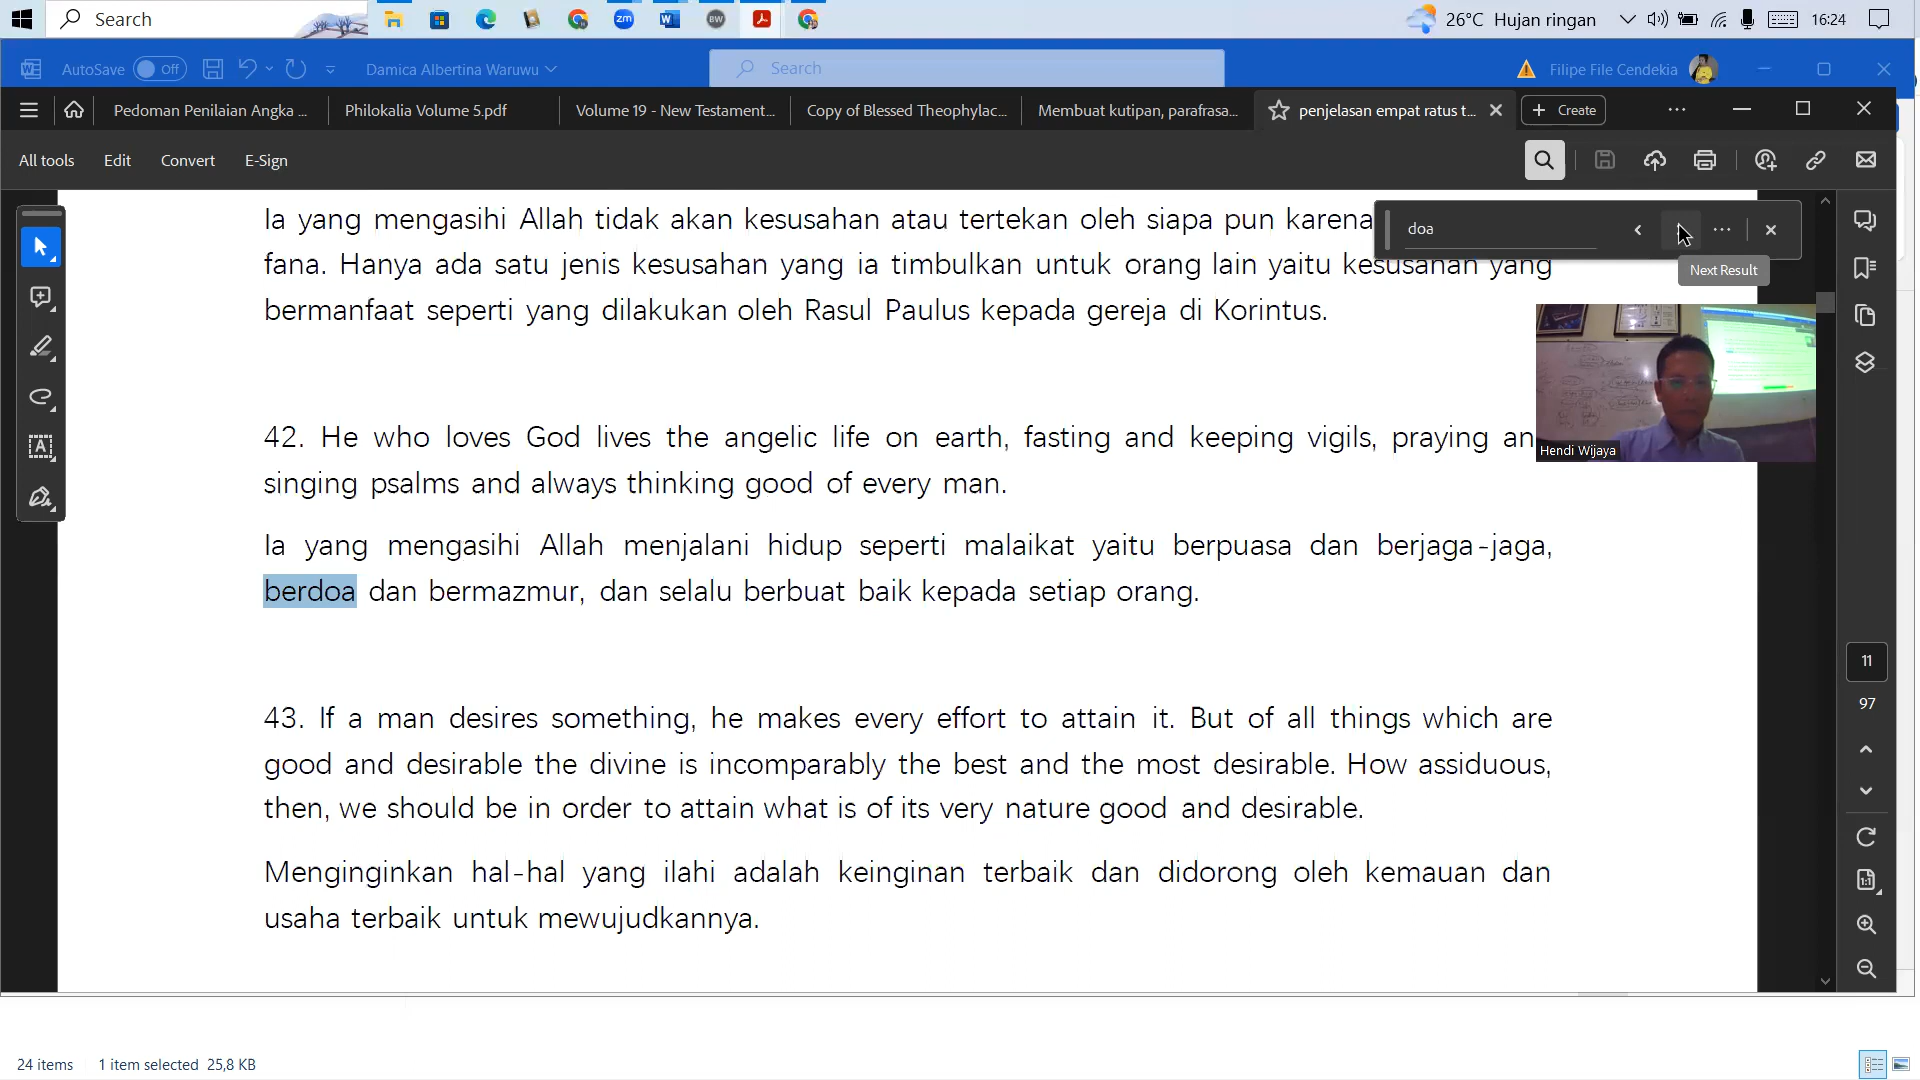 Search
26°C Hujan ringan
16:24
AutoSave Off
Damica Albertina Waruwu
Search
Filipe File Cendekia
Pedoman Penilaian Angka ...
Philokalia Volume 5.pdf
Volume 19 - New Testament...
Copy of Blessed Theophylac...
Membuat kutipan, parafrasa...
penjelasan empat ratus t...
Create
All tools
Edit
Convert
E-Sign
doa
Next Result
Ia yang mengasihi Allah tidak akan kesusahan atau tertekan oleh siapa pun karena
fana. Hanya ada satu jenis kesusahan yang ia timbulkan untuk orang lain yaitu kesusahan yang
bermanfaat seperti yang dilakukan oleh Rasul Paulus kepada gereja di Korintus.
Hendi Wijaya
42. He who loves God lives the angelic life on earth, fasting and keeping vigils, praying an
singing psalms and always thinking good of every man.
Ia yang mengasihi Allah menjalani hidup seperti malaikat yaitu berpuasa dan berjaga-jaga,
berdoa dan bermazmur, dan selalu berbuat baik kepada setiap orang.
43. If a man desires something, he makes every effort to attain it. But of all things which are
good and desirable the divine is incomparably the best and the most desirable. How assiduous,
then, we should be in order to attain what is of its very nature good and desirable.
Menginginkan hal-hal yang ilahi adalah keinginan terbaik dan didorong oleh kemauan dan
usaha terbaik untuk mewujudkannya.
11
97
24 items
1 item selected 25,8 KB